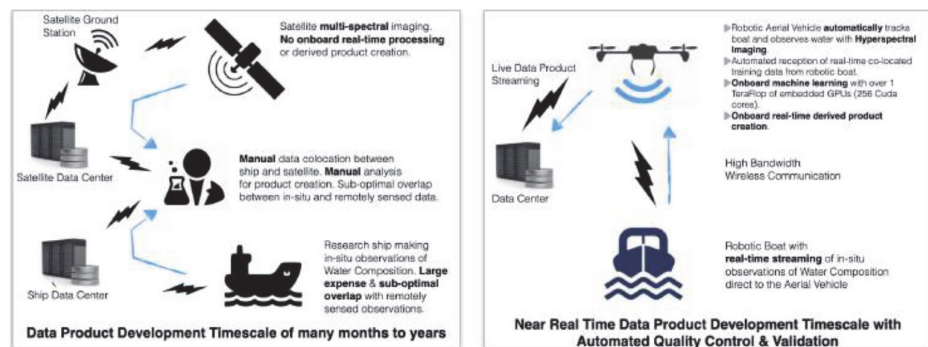 Satellite Ground
Station
Satellite multi-spectral imaging.
No onboard real-time processing
or derived product creation.
Satellite Data Center
Manual data colocation between
ship and satellite. Manual analysis
for product creation. Sub-optimal overlap
between in-situ and remotely sensed data.
Ship Data Center
Research ship making
in-situ observations of
Water Composition. Large
expense & sub-optimal
overlap with remotely
sensed observations.
Data Product Development Timescale of many months to years
Live Data Product
Streaming
Robotic Aerial Vehicle automatically tracks
boat and observes water with Hyperspectral
Imaging.
Automated reception of real-time co-located
training data from robotic boat.
Onboard machine learning with over 1
TeraFlop of embedded GPUs (256 Cuda
cores).
Onboard real-time derived product
creation.
Data Center
High Bandwidth
Wireless Communication
Robotic Boat with
real-time streaming of in-situ
observations of Water Composition
direct to the Aerial Vehicle
Near Real Time Data Product Development Timescale with
Automated Quality Control & Validation